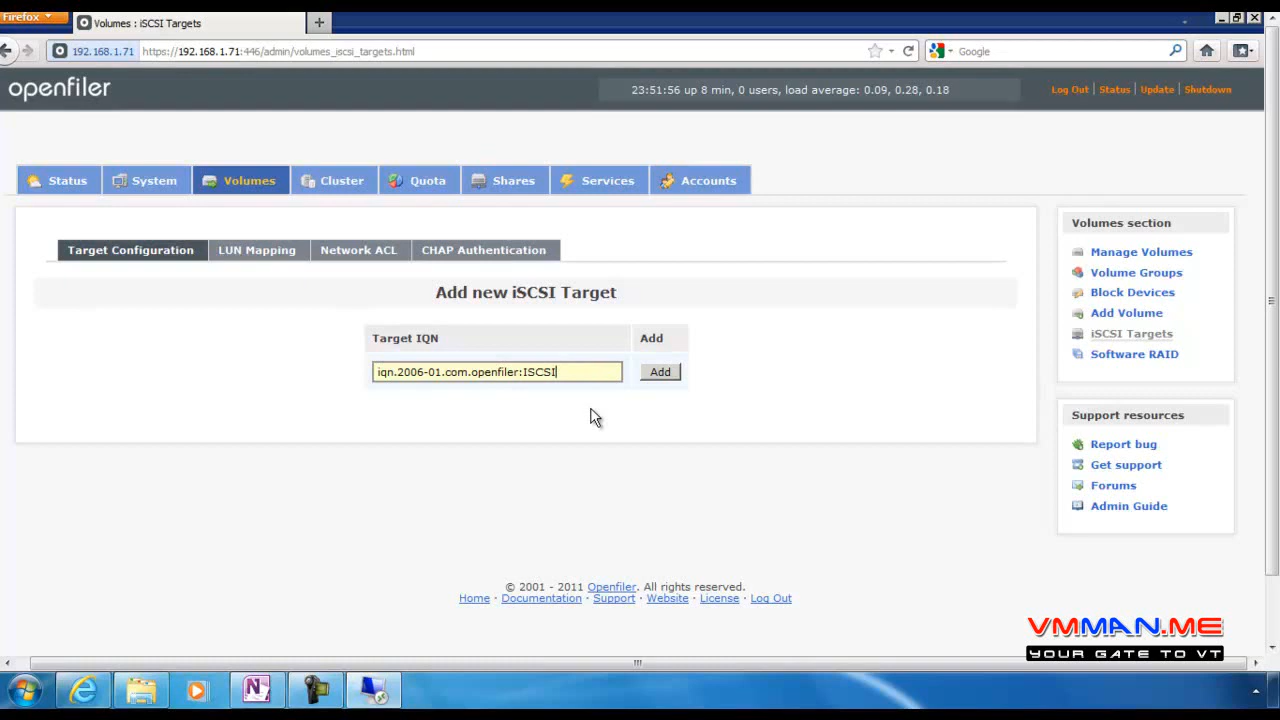 Firefox
Volumes : iSCSI Targets
192.168.1.71 https://192.168.1.71:446/admin/volumes_iscsi_targets.html Google
openfiler
23:51:56 up 8 min, 0 users, load average: 0.09, 0.28, 0.18
Log Out | Status | Update | Shutdown
Status System Volumes Cluster Quota Shares Services Accounts
Target Configuration LUN Mapping Network ACL CHAP Authentication
Add new iSCSI Target
Target IQN Add
iqn.2006-01.com.openfiler:ISCSI Add
Volumes section
Manage Volumes
Volume Groups
Block Devices
Add Volume
iSCSI Targets
Software RAID
Support resources
Report bug
Get support
Forums
Admin Guide
© 2001 - 2011 Openfiler. All rights reserved.
Home · Documentation · Support · Website · License · Log Out
VMMAN.ME
YOUR GATE TO VT